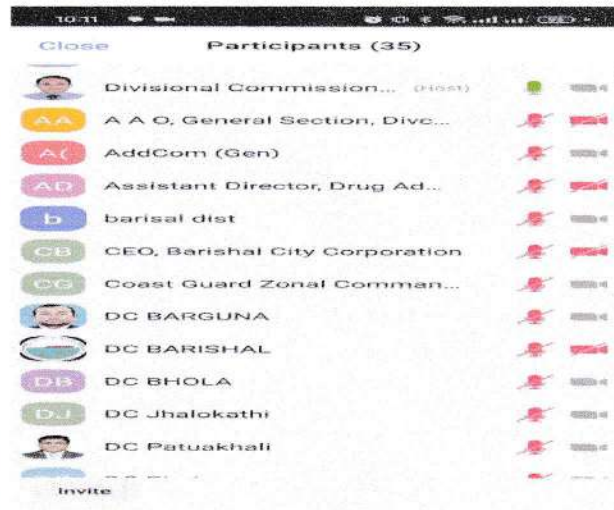 10:11
Close Participants (35)
Divisional Commission... (Host)
AA A A O, General Section, Divc...
A( AddCom (Gen)
AD Assistant Director, Drug Ad...
b barisal dist
CB CEO, Barishal City Corporation
CG Coast Guard Zonal Comman...
DC BARGUNA
DC BARISHAL
DB DC BHOLA
DJ DC Jhalokathi
DC Patuakhali
Invite